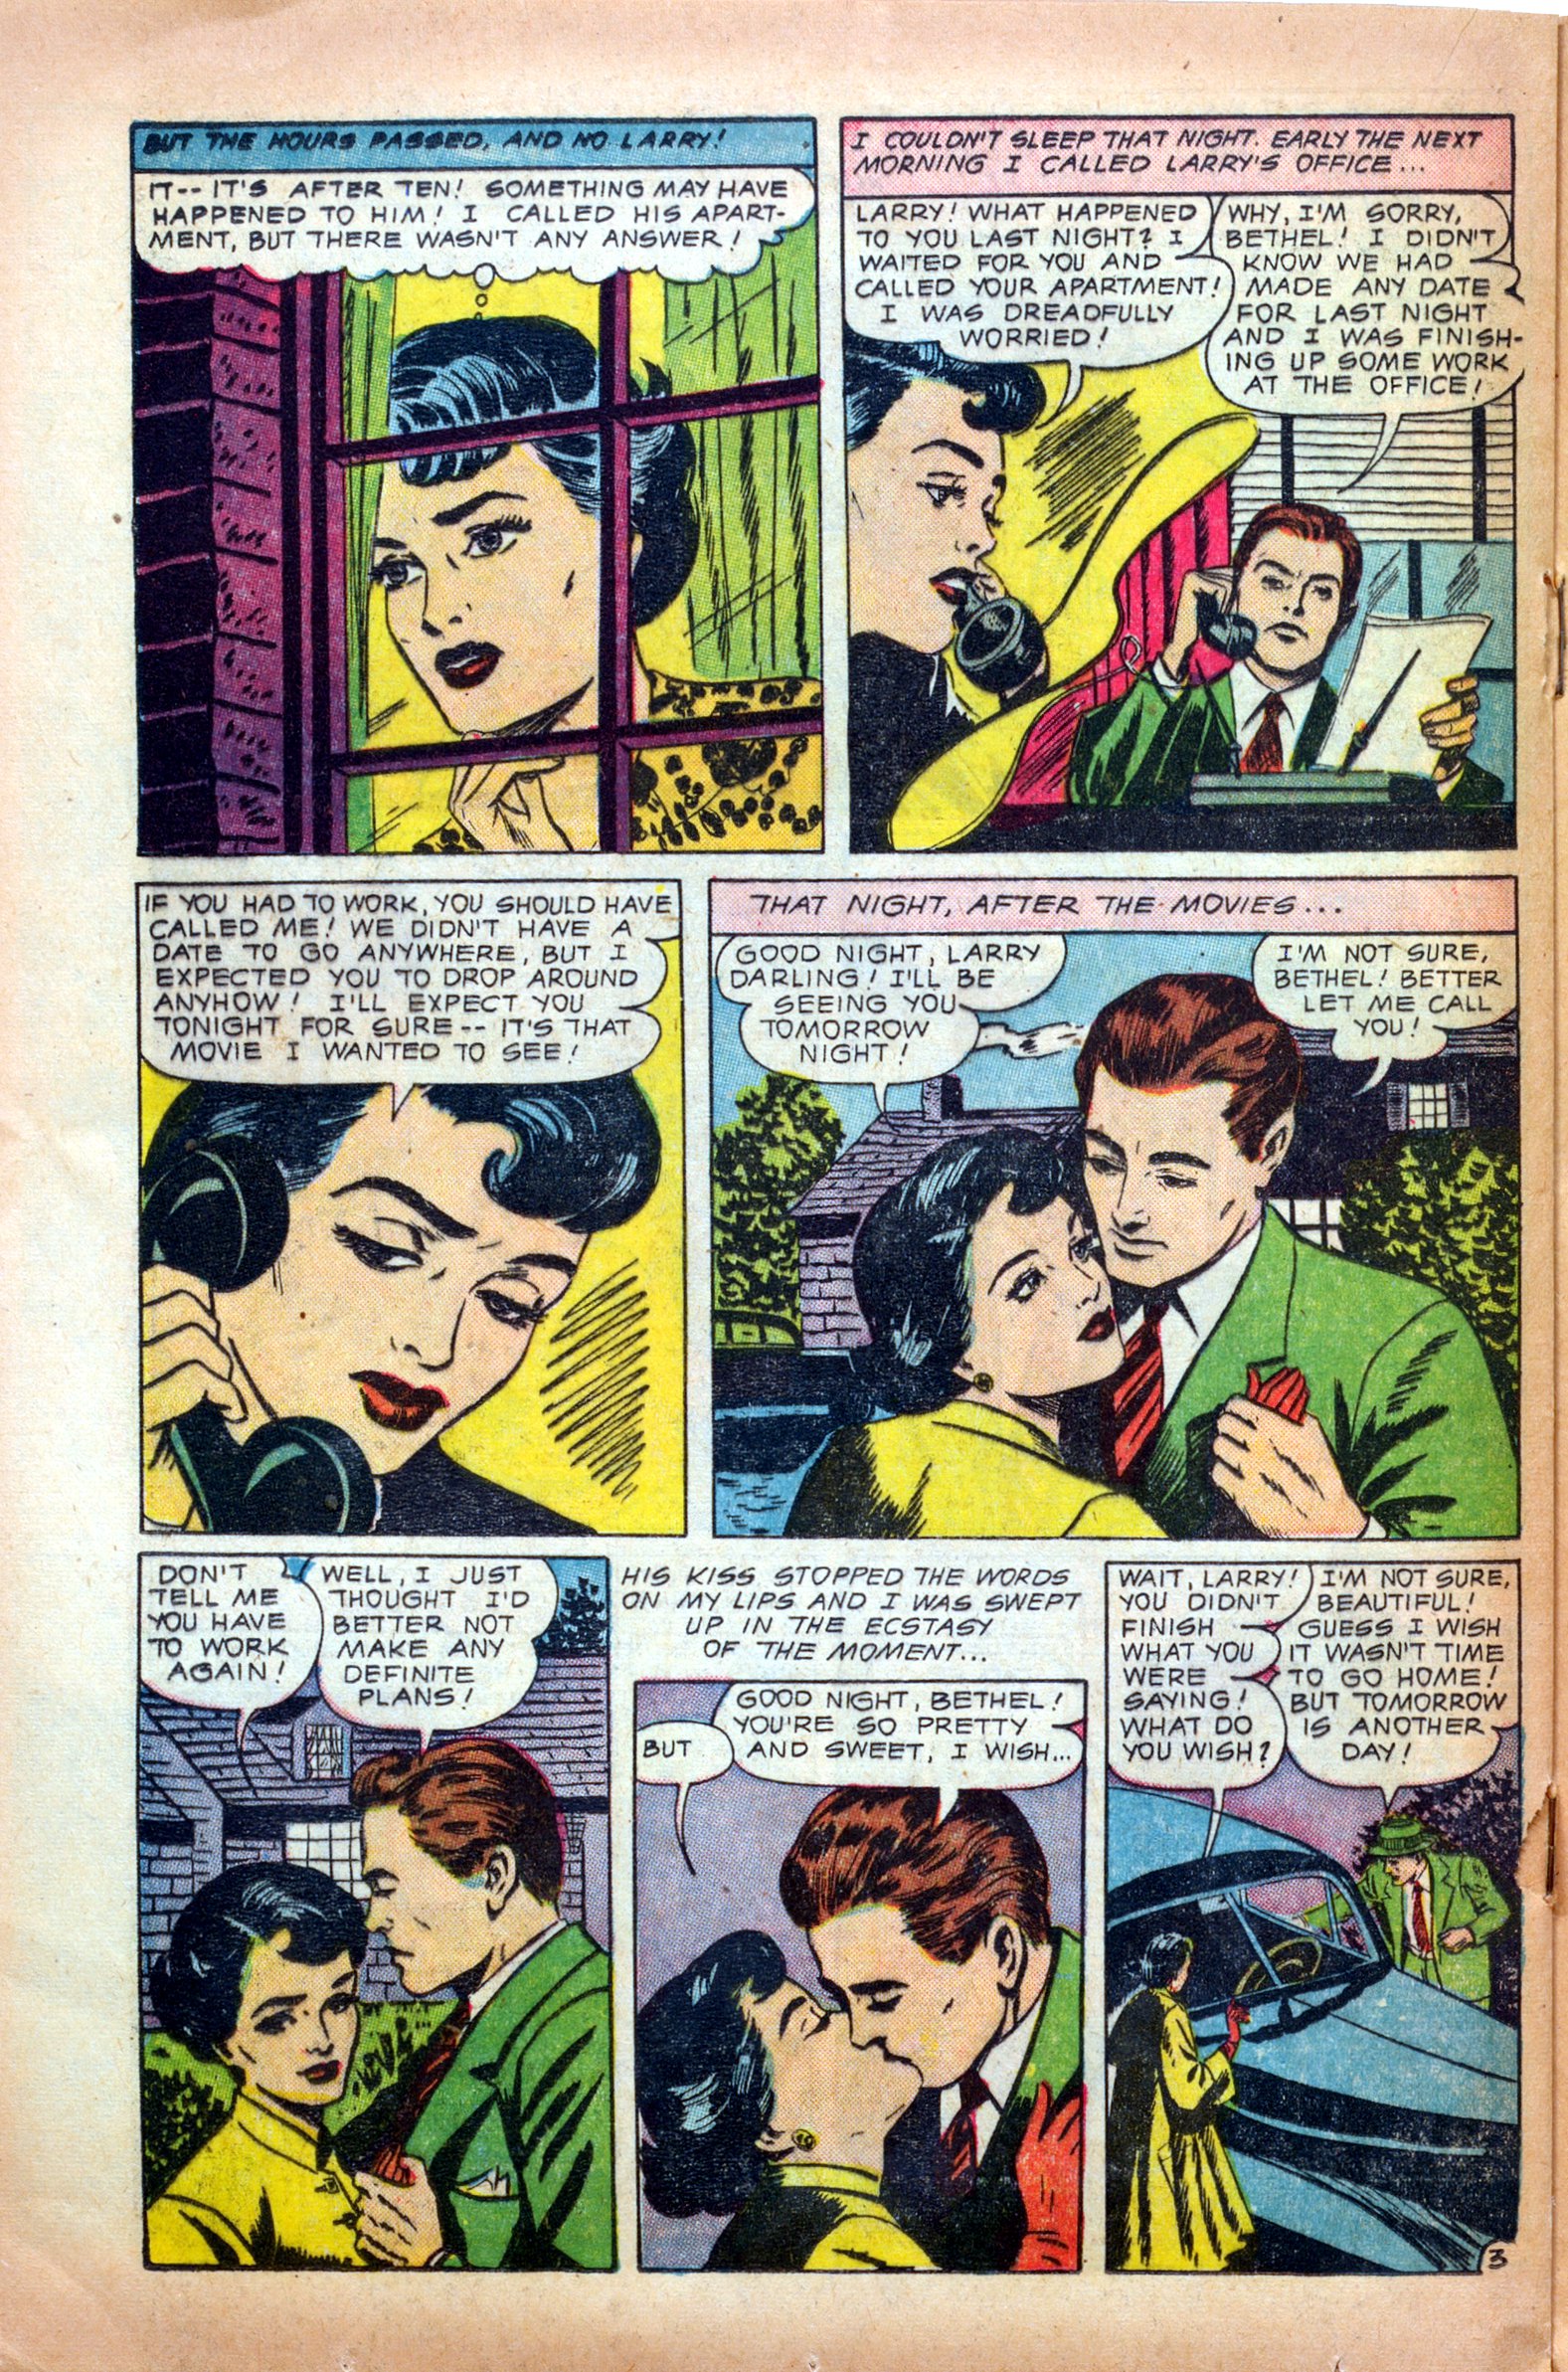 BUT THE HOURS PASSED, AND NO LARRY!
IT-- IT'S AFTER TEN! SOMETHING MAY HAVE
HAPPENED TO HIM! I CALLED HIS APART-
MENT, BUT THERE WASN'T ANY ANSWER!
I COULDN'T SLEEP THAT NIGHT. EARLY THE NEXT
MORNING I CALLED LARRY'S OFFICE...
LARRY! WHAT HAPPENED
TO YOU LAST NIGHT? I
WAITED FOR YOU AND
CALLED YOUR APARTMENT!
I WAS DREADFULLY
WORRIED!
WHY, I'M SORRY,
BETHEL! I DIDN'T
KNOW WE HAD
MADE ANY DATE
FOR LAST NIGHT
AND I WAS FINISH-
ING UP SOME WORK
AT THE OFFICE!
IF YOU HAD TO WORK, YOU SHOULD HAVE
CALLED ME! WE DIDN'T HAVE A
DATE TO GO ANYWHERE, BUT I
EXPECTED YOU TO DROP AROUND
ANYHOW! I'LL EXPECT YOU
TONIGHT FOR SURE-- IT'S THAT
MOVIE I WANTED TO SEE!
THAT NIGHT, AFTER THE MOVIES...
GOOD NIGHT, LARRY
DARLING! I'LL BE
SEEING YOU
TOMORROW
NIGHT!
I'M NOT SURE,
BETHEL! BETTER
LET ME CALL
YOU!
DON'T
TELL ME
YOU HAVE
TO WORK
AGAIN!
WELL, I JUST
THOUGHT I'D
BETTER NOT
MAKE ANY
DEFINITE
PLANS!
HIS KISS STOPPED THE WORDS
ON MY LIPS AND I WAS SWEPT
UP IN THE ECSTASY
OF THE MOMENT...
BUT
GOOD NIGHT, BETHEL!
YOU'RE SO PRETTY
AND SWEET, I WISH...
WAIT, LARRY!
YOU DIDN'T
FINISH
WHAT YOU
WERE
SAYING!
WHAT DO
YOU WISH?
I'M NOT SURE,
BEAUTIFUL!
GUESS I WISH
IT WASN'T TIME
TO GO HOME!
BUT TOMORROW
IS ANOTHER
DAY!
3